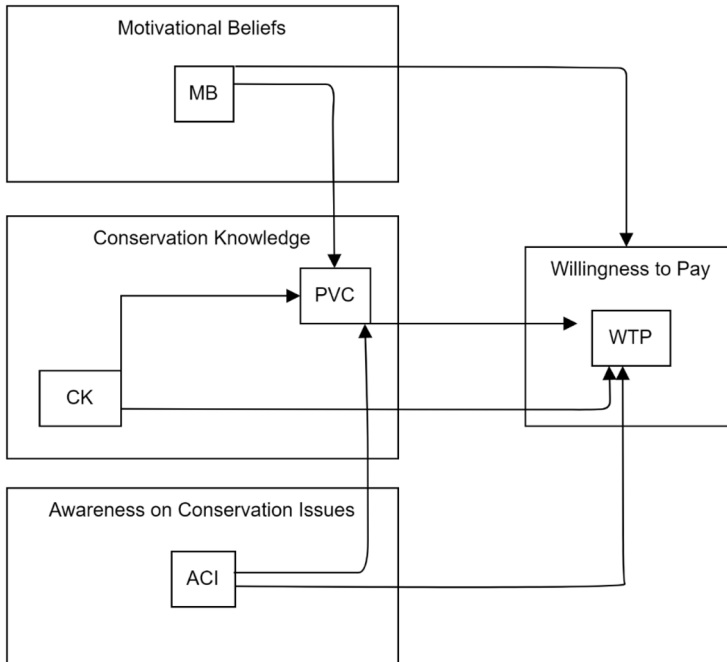 Motivational Beliefs
MB
Conservation Knowledge
PVC
CK
Willingness to Pay
WTP
Awareness on Conservation Issues
ACI